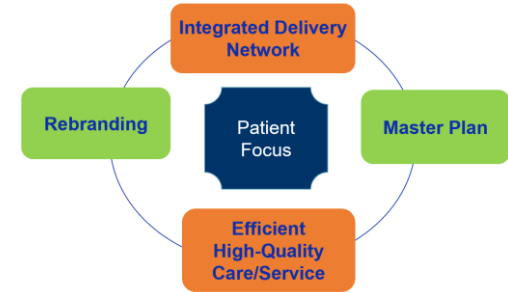 Integrated Delivery
Network
Rebranding
Patient
Focus
Master Plan
Efficient
High-Quality
Care/Service